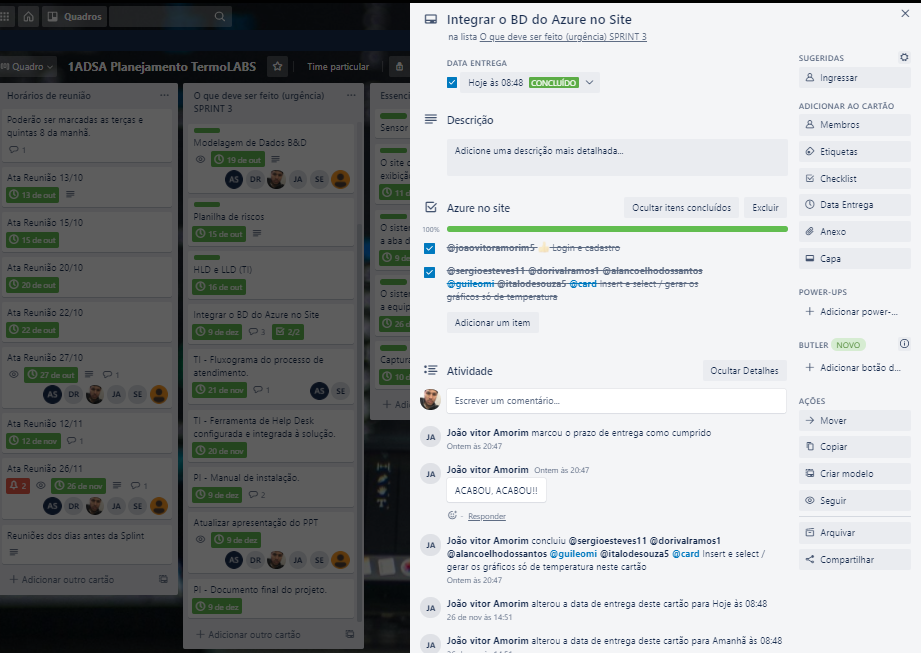 Quadros
Quadro
1ADSA Planejamento TermoLABS
Time particular
Horários de reunião
Poderão ser marcadas as terças e
quintas 8 da manhã.
1
Ata Reunião 13/10
13 de out
Ata Reunião 15/10
15 de out
Ata Reunião 20/10
20 de out
Ata Reunião 22/10
22 de out
Ata Reunião 27/10
27 de out
1
AS DR JA SE
Ata Reunião 12/11
12 de nov
1
Ata Reunião 26/11
2
26 de nov
1
AS DR JA SE
Reuniões dos dias antes da Sprint
+ Adicionar outro cartão
O que deve ser feito (urgência)
SPRINT 3
Modelagem de Dados B&D
19 de out
AS DR JA SE
Planilha de riscos
15 de out
HLD e LLD (TI)
16 de out
Integrar o BD do Azure no Site
9 de dez
3
2/2
TI - Fluxograma do processo de
atendimento.
21 de nov
1
AS SE
TI - Ferramenta de Help Desk
configurada e integrada à solução.
20 de nov
PI - Manual de instalação.
9 de dez
2
Atualizar apresentação do PPT
9 de dez
AS DR JA SE
PI - Documento final do projeto.
9 de dez
+ Adicionar outro cartão
Essenci
Sensor
O site d
exibição
11 d
O sister
a aba d
9 de
O sister
a equip
26 d
Captura
10 d
+ Adi
Integrar o BD do Azure no Site
na lista O que deve ser feito (urgência) SPRINT 3
DATA ENTREGA
Hoje às 08:48 CONCLUÍDO
Descrição
Adicione uma descrição mais detalhada...
Azure no site
Ocultar itens concluídos
Excluir
100%
@joaovitoramorim5 Login e cadastro
@sergioesteves11 @dorivalramos1 @alancoelhodossantos
@guileomi @italodesouza5 @card Insert e select / gerar os
gráficos só de temperatura
Adicionar um item
Atividade
Ocultar Detalhes
Escrever um comentário...
JA João vitor Amorim marcou o prazo de entrega como cumprido
Ontem às 20:47
JA João vitor Amorim Ontem às 20:47
ACABOU, ACABOU!!
- Responder
JA João vitor Amorim concluiu @sergioesteves11 @dorivalramos1
@alancoelhodossantos @guileomi @italodesouza5 @card Insert e select /
gerar os gráficos só de temperatura neste cartão
Ontem às 20:47
JA João vitor Amorim alterou a data de entrega deste cartão para Hoje às 08:48
26 de nov às 14:51
JA João vitor Amorim alterou a data de entrega deste cartão para Amanhã às 08:48
SUGERIDAS
Ingressar
ADICIONAR AO CARTÃO
Membros
Etiquetas
Checklist
Data Entrega
Anexo
Capa
POWER-UPS
+ Adicionar power-...
BUTLER NOVO
+ Adicionar botão d...
AÇÕES
Mover
Copiar
Criar modelo
Seguir
Arquivar
Compartilhar